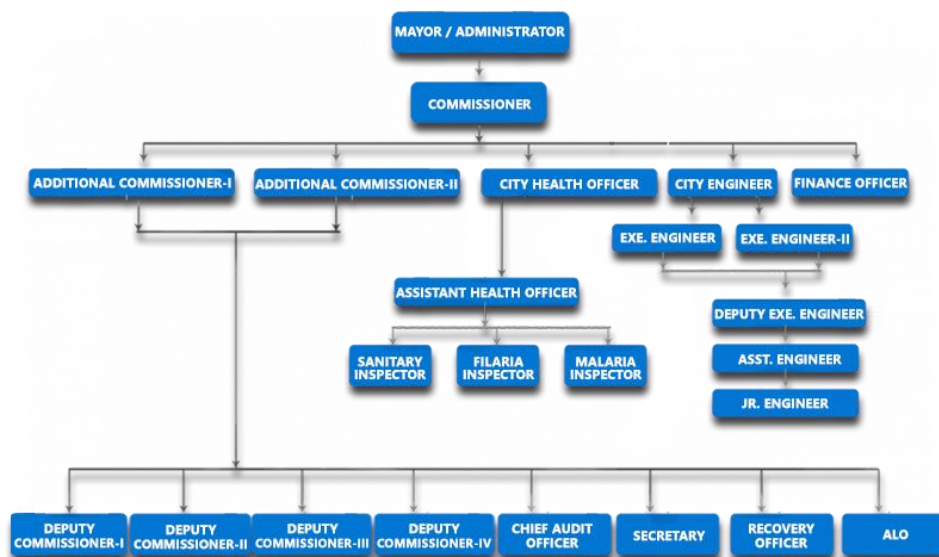 MAYOR / ADMINISTRATOR
COMMISSIONER
ADDITIONAL COMMISSIONER-I
ADDITIONAL COMMISSIONER-II
CITY HEALTH OFFICER
CITY ENGINEER
FINANCE OFFICER
EXE. ENGINEER
EXE. ENGINEER-II
ASSISTANT HEALTH OFFICER
DEPUTY EXE. ENGINEER
SANITARY
INSPECTOR
FILARIA
INSPECTOR
MALARIA
INSPECTOR
ASST. ENGINEER
JR. ENGINEER
DEPUTY
COMMISSIONER-I
DEPUTY
COMMISSIONER-II
DEPUTY
COMMISSIONER-III
DEPUTY
COMMISSIONER-IV
CHIEF AUDIT
OFFICER
SECRETARY
RECOVERY
OFFICER
ALO